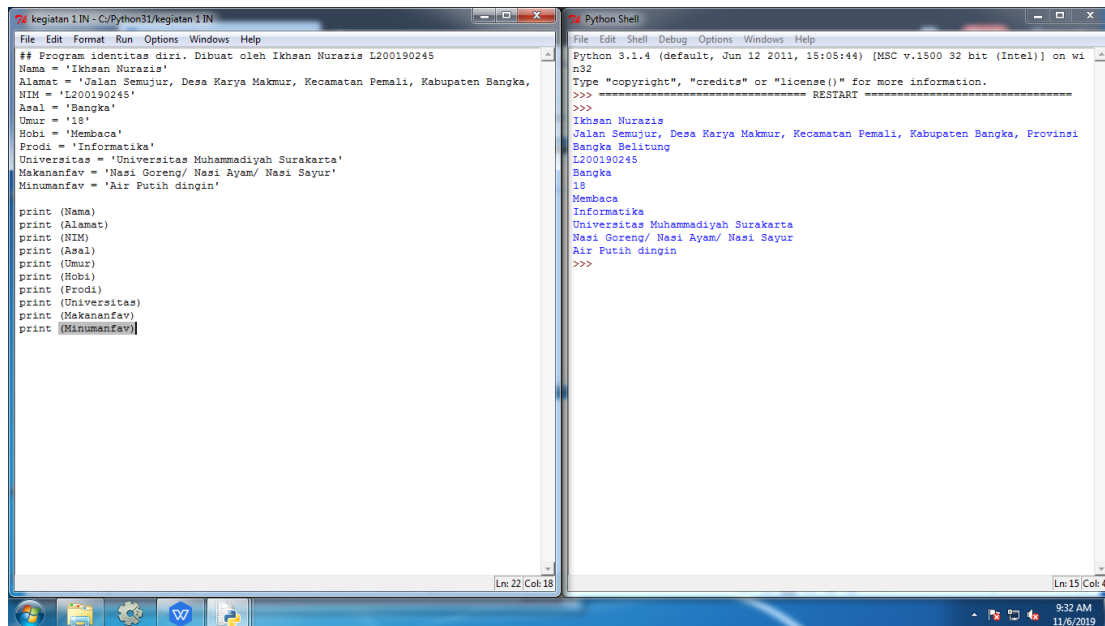 kegiatan 1 IN - C:/Python31/kegiatan 1 IN
File Edit Format Run Options Windows Help
## Program identitas diri. Dibuat oleh Ikhsan Nurazis L200190245
Nama = 'Ikhsan Nurazis'
Alamat = 'Jalan Semujur, Desa Karya Makmur, Kecamatan Pemali, Kabupaten Bangka,
NIM = 'L200190245'
Asal = 'Bangka'
Umur = '18'
Hobi = 'Membaca'
Prodi = 'Informatika'
Universitas = 'Universitas Muhammadiyah Surakarta'
Makananfav = 'Nasi Goreng/ Nasi Ayam/ Nasi Sayur'
Minumanfav = 'Air Putih dingin'
print (Nama)
print (Alamat)
print (NIM)
print (Asal)
print (Umur)
print (Hobi)
print (Prodi)
print (Universitas)
print (Makananfav)
print (Minumanfav)
Ln: 22 Col: 18
Python Shell
File Edit Shell Debug Options Windows Help
Python 3.1.4 (default, Jun 12 2011, 15:05:44) [MSC v.1500 32 bit (Intel)] on wi
n32
Type "copyright", "credits" or "license()" for more information.
>>> ================================ RESTART ================================
>>>
Ikhsan Nurazis
Jalan Semujur, Desa Karya Makmur, Kecamatan Pemali, Kabupaten Bangka, Provinsi
Bangka Belitung
L200190245
Bangka
18
Membaca
Informatika
Universitas Muhammadiyah Surakarta
Nasi Goreng/ Nasi Ayam/ Nasi Sayur
Air Putih dingin
>>>
Ln: 15 Col: 4
9:32 AM
11/6/2019